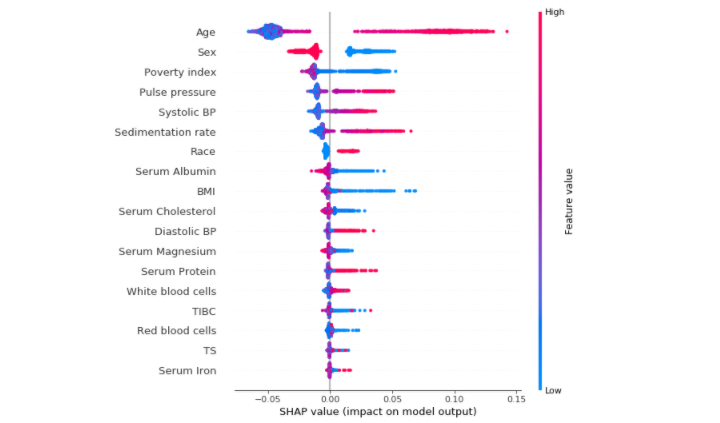 High
Age
Sex
Poverty index
Pulse pressure
Systolic BP
Sedimentation rate
Race
Serum Albumin
BMI
Serum Cholesterol
Diastolic BP
Serum Magnesium
Serum Protein
White blood cells
TIBC
Red blood cells
TS
Serum Iron
Feature value
Low
−0.05 0.00 0.05 0.10 0.15
SHAP value (impact on model output)